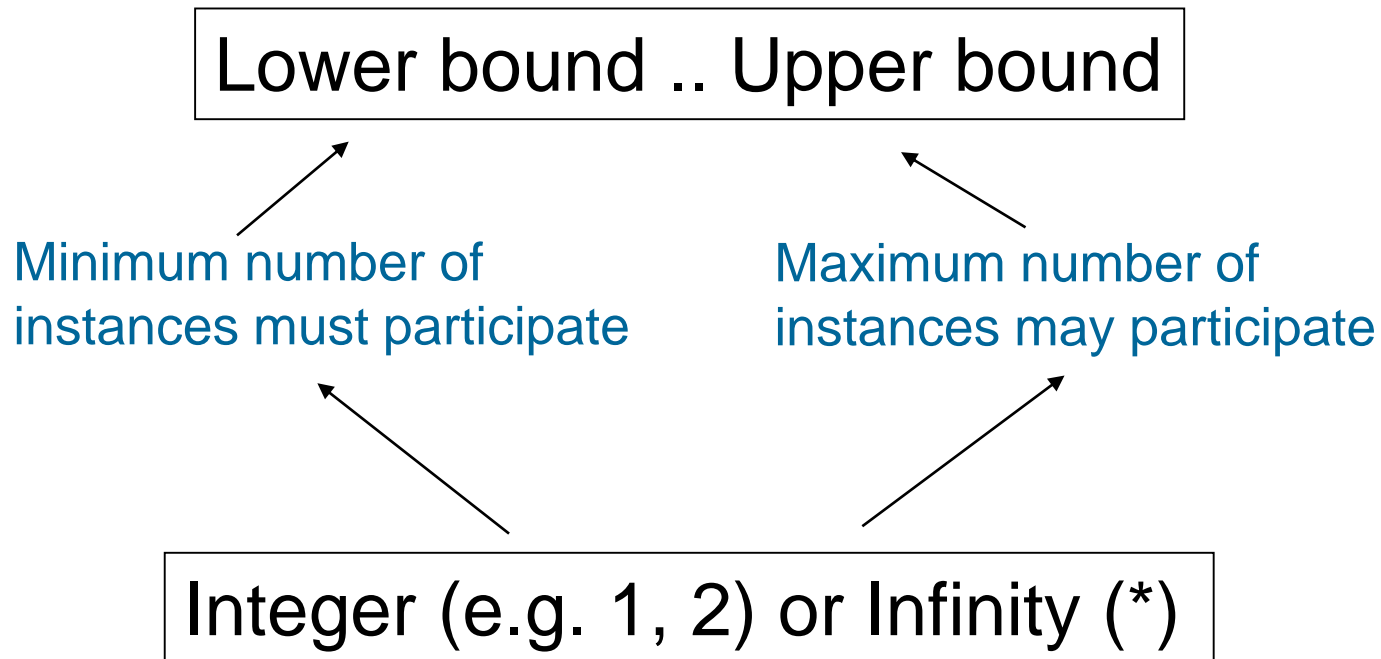 Lower bound .. Upper bound
Minimum number of
instances must participate
Maximum number of
instances may participate
Integer (e.g. 1, 2) or Infinity (*)